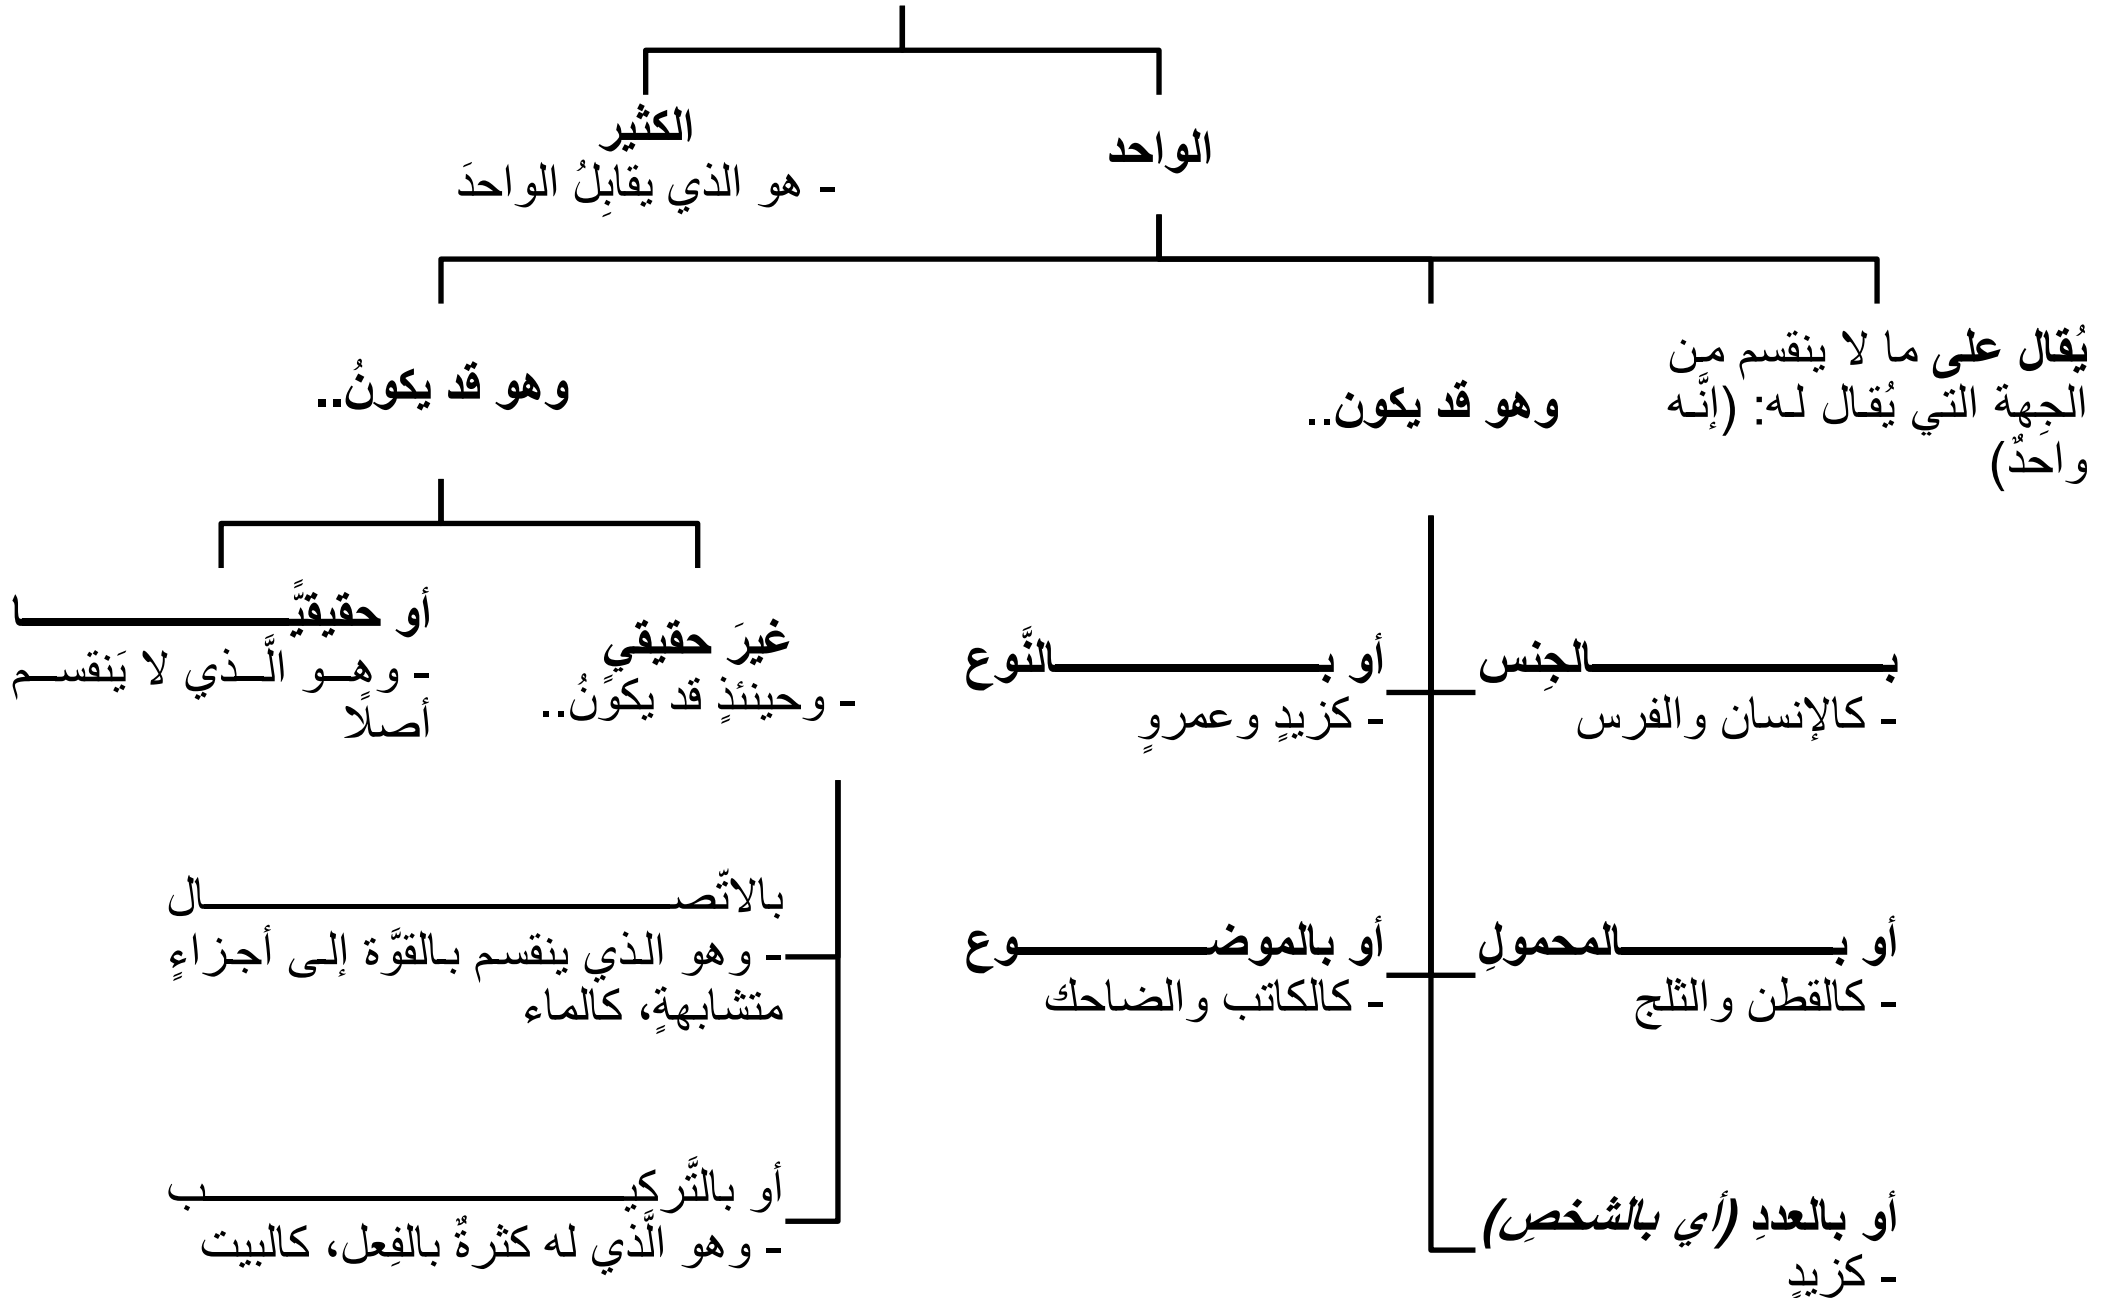 الواحد
الكثير
- هو الذي يقابِلُ الواحدَ
يُقال على ما لا ينقسم من
الجِهة التي يُقال له: (إنَّه
واحدٌ)
وهو قد يكون..
بالجِنس
- كالإنسان والفرس
أو بالنَّوع
- كزيدٍ وعمروٍ
أو بالمحمولِ
- كالقطن والثلج
أو بالموضوع
- كالكاتب والضاحك
أو بالعددِ (أي بالشخصِ)
- كزيدٍ
وهو قد يكونُ..
غيرَ حقيقيٍ
- وحينئذٍ قد يكونُ..
بالاتّصال
- وهو الذي ينقسم بالقوَّة إلى أجزاءٍ
متشابهةٍ، كالماء
أو بالتَّركيب
- وهو الَّذي له كثرةٌ بالفِعل، كالبيت
أو حقيقيًّا
- وهو الَّذي لا يَنقسم
أصلًا